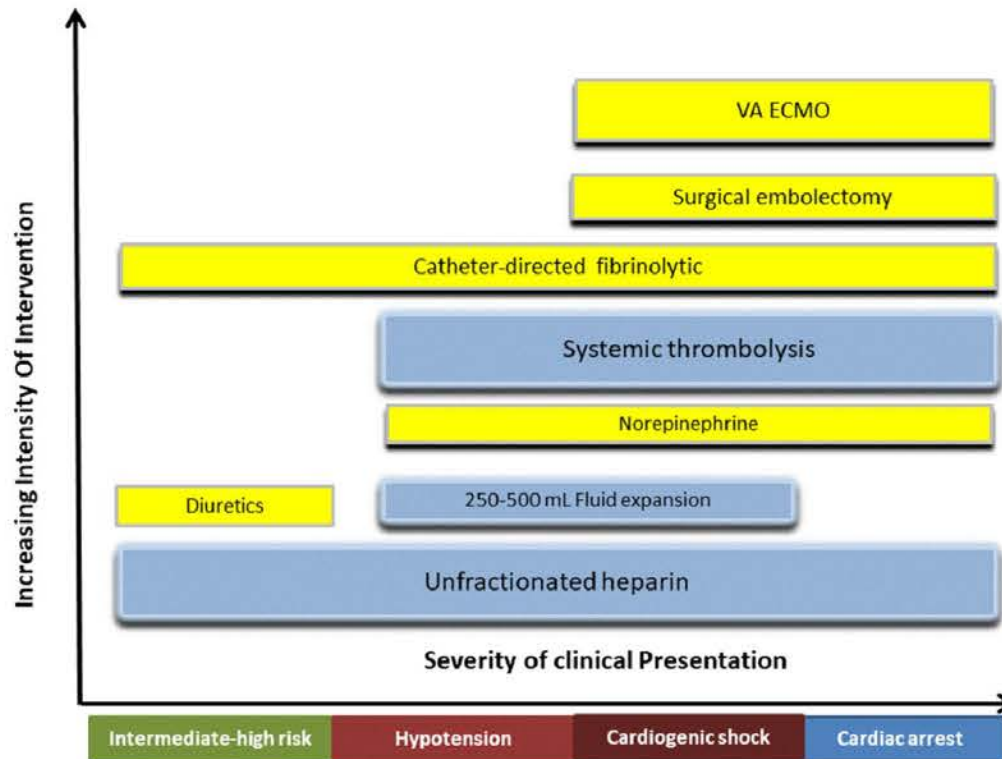 VA ECMO
Surgical embolectomy
Catheter-directed fibrinolytic
Systemic thrombolysis
Norepinephrine
Diuretics
250-500 mL Fluid expansion
Unfractionated heparin
Increasing Intensity Of Intervention
Severity of clinical Presentation
Intermediate-high risk
Hypotension
Cardiogenic shock
Cardiac arrest